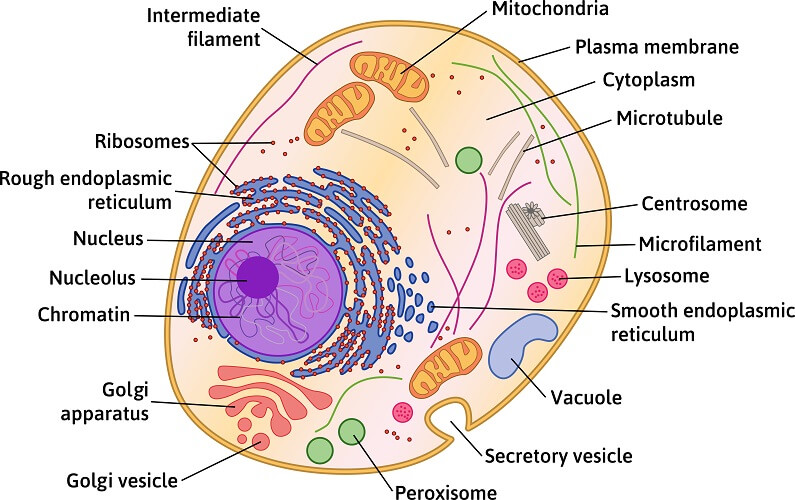 Intermediate
filament
Ribosomes
Rough endoplasmic
reticulum
Nucleus
Nucleolus
Chromatin
Golgi
apparatus
Golgi vesicle
Mitochondria
Plasma membrane
Cytoplasm
Microtubule
Centrosome
Microfilament
Lysosome
Smooth endoplasmic
reticulum
Vacuole
Secretory vesicle
Peroxisome